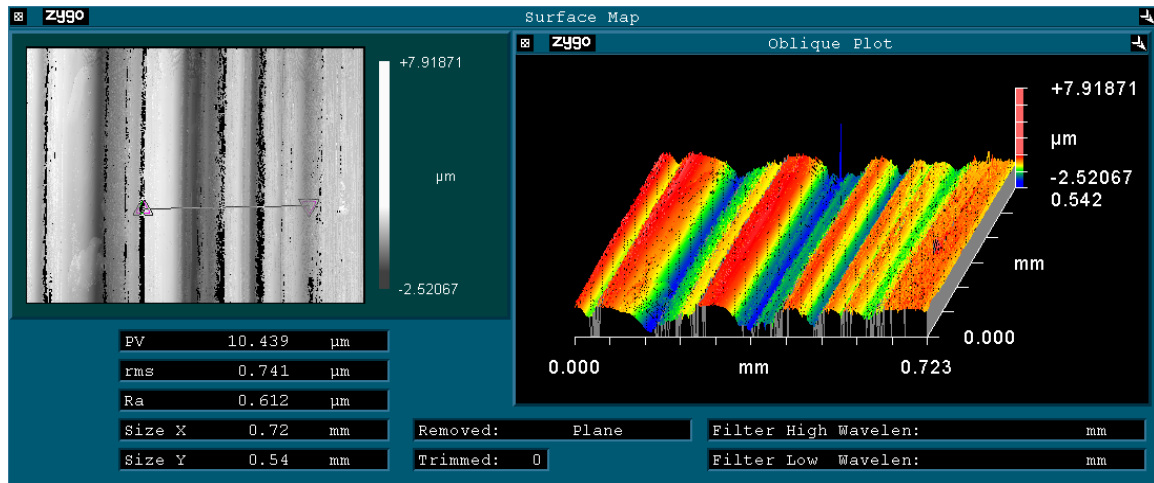 zygo Surface Map
+7.91871
µm
-2.52067
zygo Oblique Plot
+7.91871
µm
-2.52067
0.542
mm
0.000
0.000 mm 0.723
PV 10.439 µm
rms 0.741 µm
Ra 0.612 µm
Size X 0.72 mm
Size Y 0.54 mm
Removed: Plane
Trimmed: 0
Filter High Wavelen: mm
Filter Low Wavelen: mm